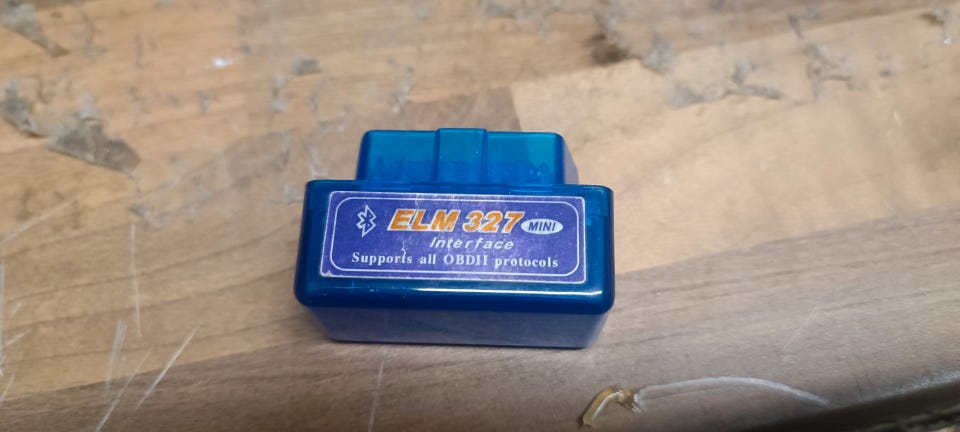 ELM 327 MINI
Interface
Supports all OBDII protocols